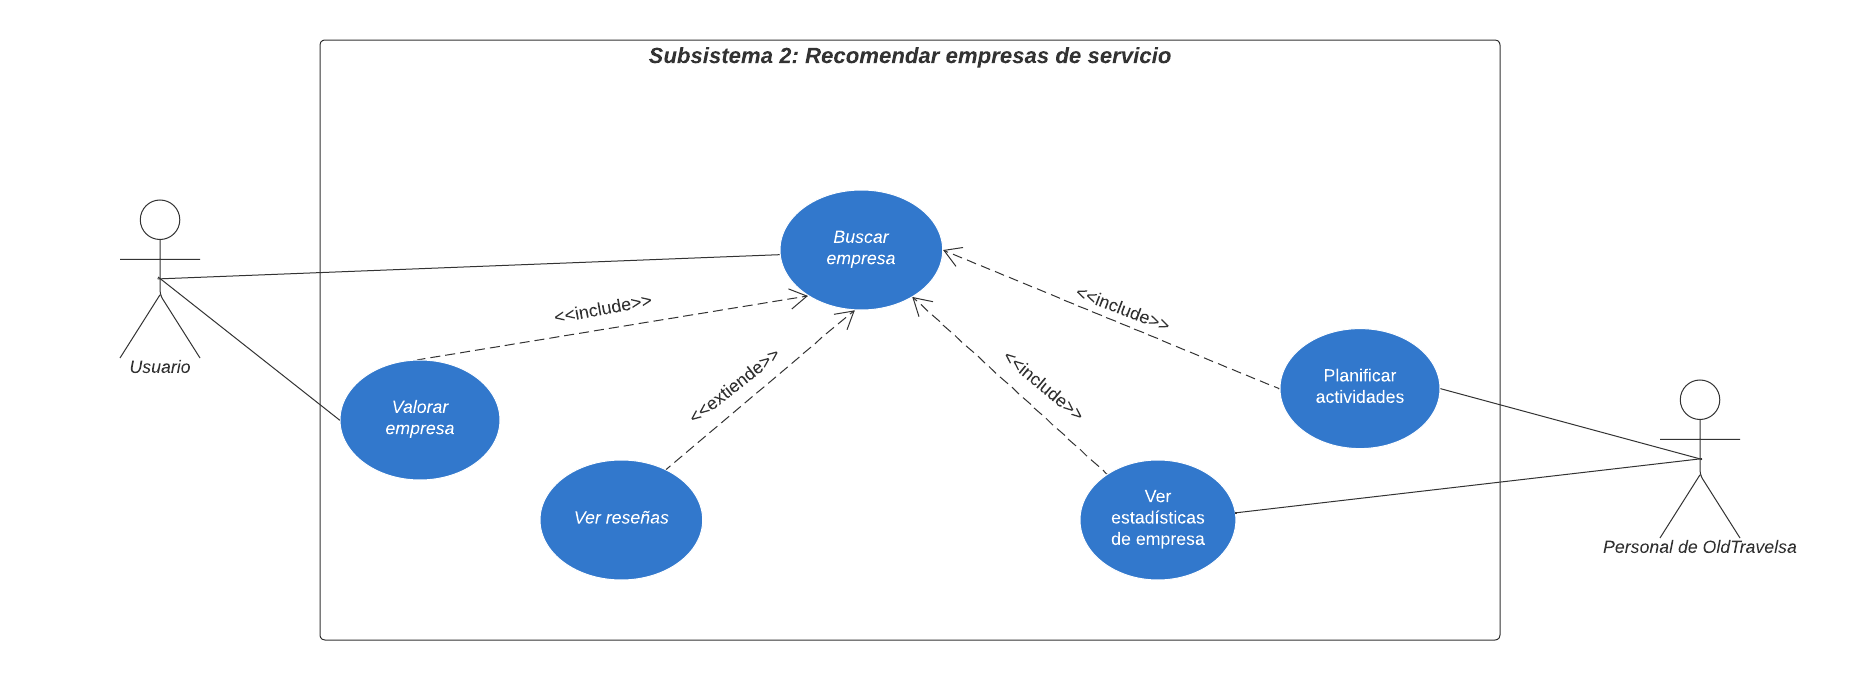 Subsistema 2: Recomendar empresas de servicio
Buscar
empresa
<<include>>
<<include>>
Usuario
Valorar
empresa
<<extiende>>
<<include>>
Planificar
actividades
Ver reseñas
Ver
estadísticas
de empresa
Personal de OldTravelsa